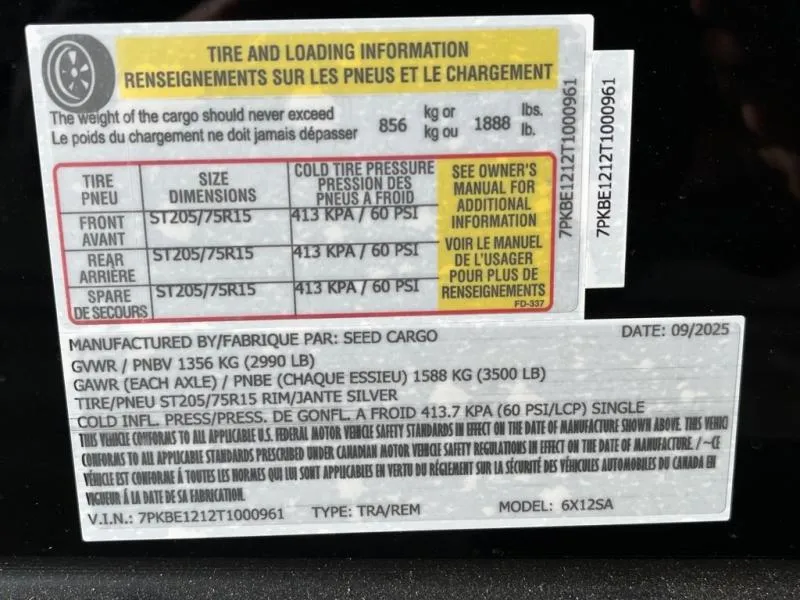 TIRE AND LOADING INFORMATION
RENSEIGNEMENTS SUR LES PNEUS ET LE CHARGEMENT
The weight of the cargo should never exceed 856 kg or 1888 lbs.
Le poids du chargement ne doit jamais dépasser kg ou lb.
TIRE PNEU
SIZE DIMENSIONS
COLD TIRE PRESSURE PRESSION DES PNEUS A FROID
FRONT AVANT ST205/75R15 413 KPA / 60 PSI
REAR ARRIÈRE ST205/75R15 413 KPA / 60 PSI
SPARE DE SECOURS ST205/75R15 413 KPA / 60 PSI
SEE OWNER'S
MANUAL FOR
ADDITIONAL
INFORMATION
VOIR LE MANUEL
DE L'USAGER
POUR PLUS DE
RENSEIGNEMENTS
FD-337
7PKBE1212T1000961
7PKBE1212T1000961
MANUFACTURED BY/FABRIQUE PAR: SEED CARGO DATE: 09/2025
GVWR / PNBV 1356 KG (2990 LB)
GAWR (EACH AXLE) / PNBE (CHAQUE ESSIEU) 1588 KG (3500 LB)
TIRE/PNEU ST205/75R15 RIM/JANTE SILVER
COLD INFL. PRESS/PRESS. DE GONFL. A FROID 413.7 KPA (60 PSI/LCP) SINGLE
THIS VEHICLE CONFORMS TO ALL APPLICABLE U.S. FEDERAL MOTOR VEHICLE SAFETY STANDARDS IN EFFECT ON THE DATE OF MANUFACTURE SHOWN ABOVE. THIS VEHIC
CONFORMS TO ALL APPLICABLE STANDARDS PRESCRIBED UNDER CANADIAN MOTOR VEHICLE SAFETY REGULATIONS IN EFFECT ON THE DATE OF MANUFACTURE. / ~CE
VÉHICLE EST CONFORME Á TOUTES LES NORMES QUI LUI SONT APPLICABLES EN VERTU DU RÉGLEMENT SUR LA SÉCURITÉ DES VÉHICULES AUTOMOBILES DU CANADA EN
VIGUEUR Á LA DATE DE SA FABRICATION.
V.I.N.: 7PKBE1212T1000961 TYPE: TRA/REM MODEL: 6X12SA